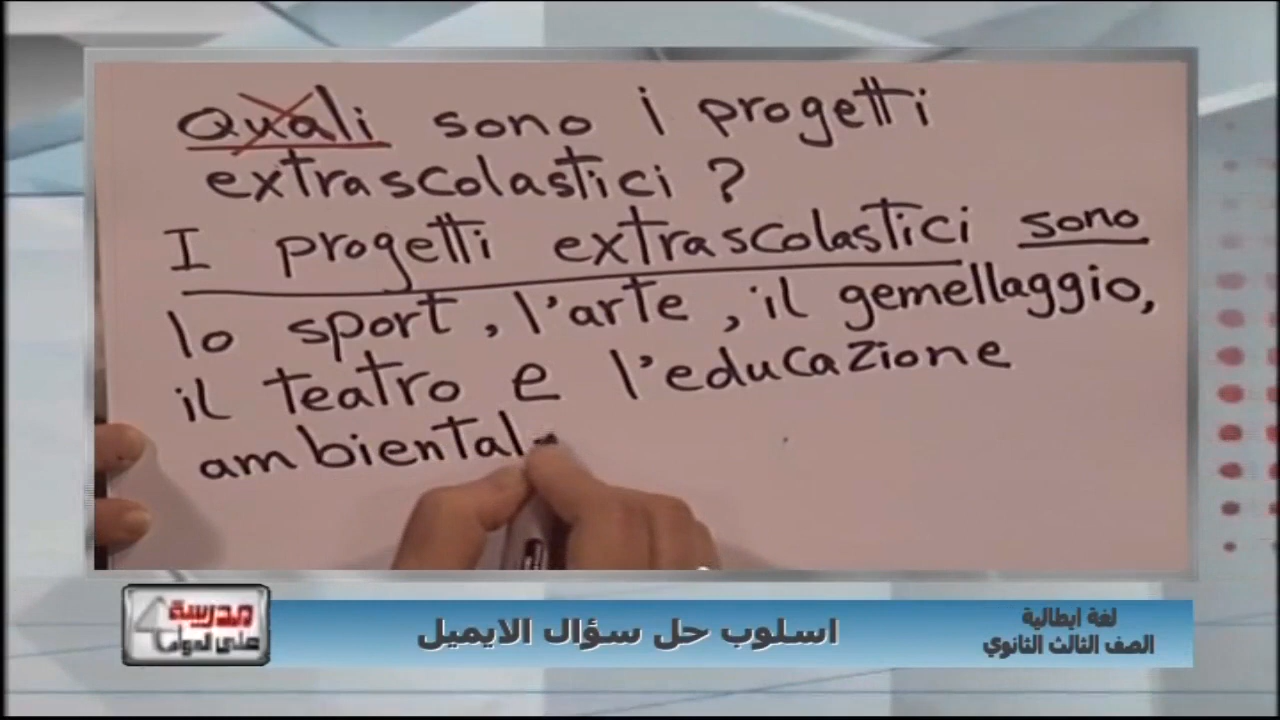 Quali sono i progetti
extrascolastici ?
I progetti extrascolastici sono
lo sport, l'arte, il gemellaggio,
il teatro e l'educazione
ambiental
مدرسة
على الهواء
اسلوب حل سؤال الايميل
لغة ايطالية
الصف الثالث الثانوي